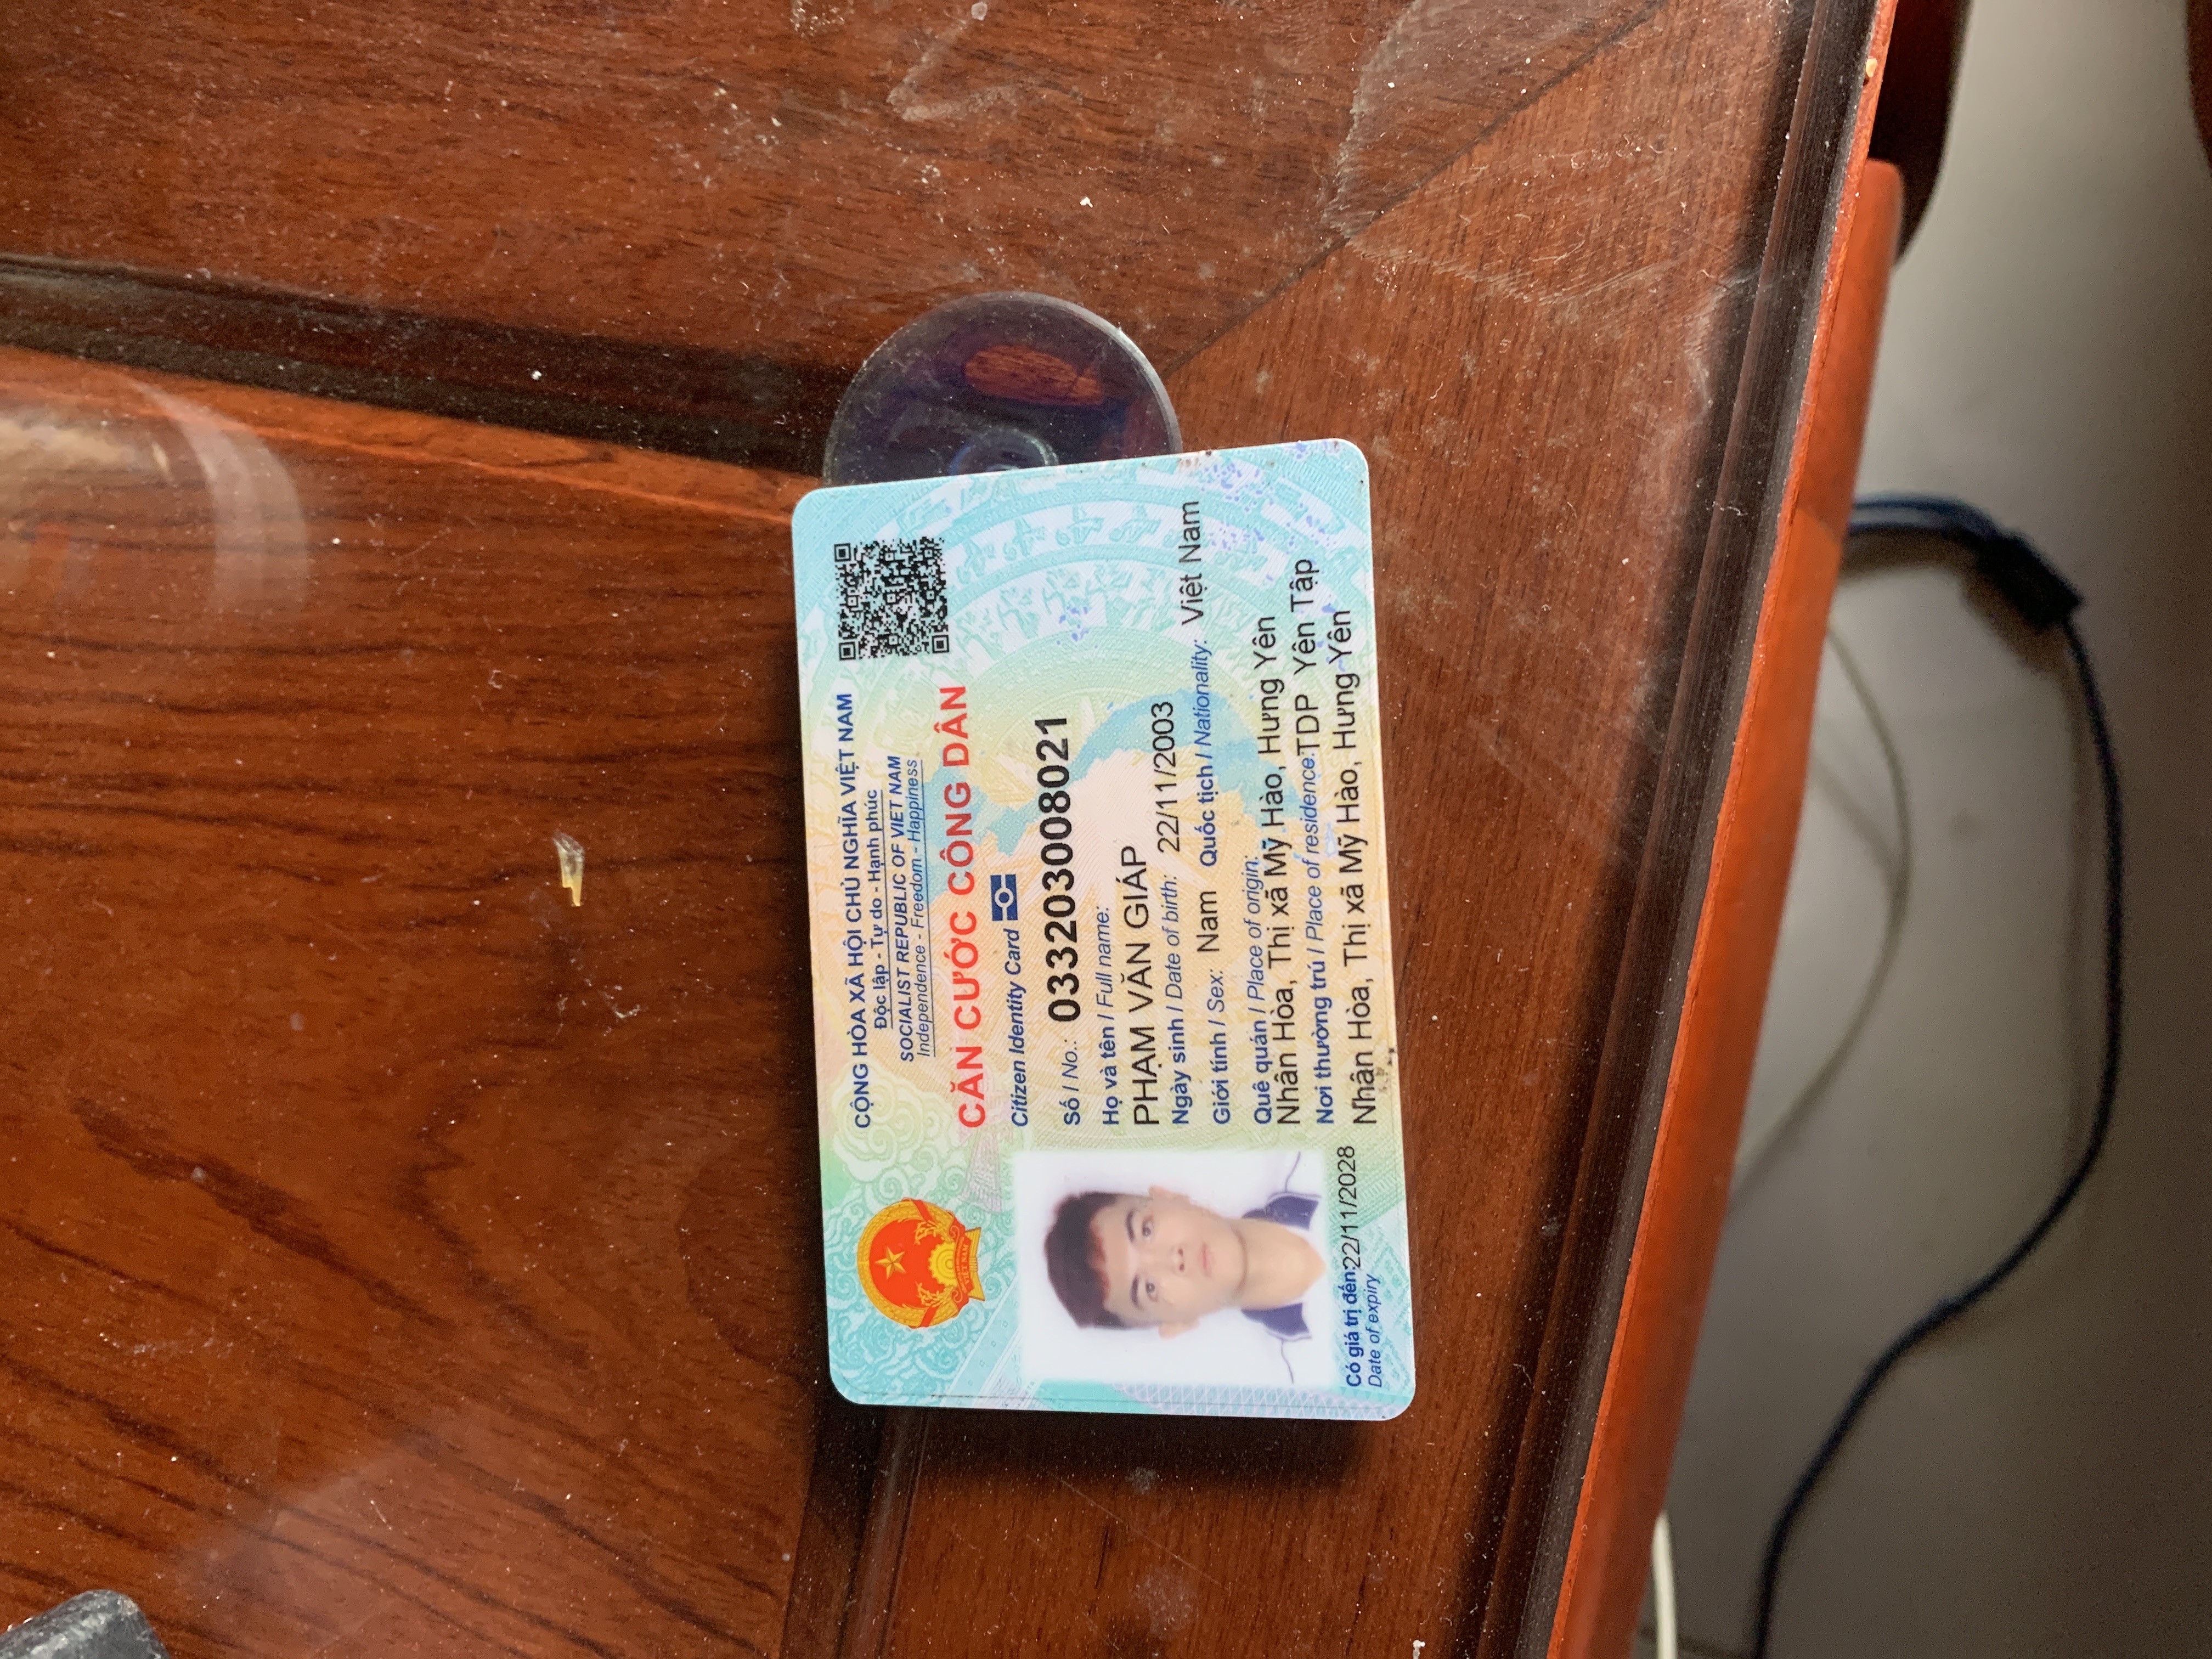 CỘNG HÒA XÃ HỘI CHỦ NGHĨA VIỆT NAM
Độc lập - Tự do - Hạnh phúc
SOCIALIST REPUBLIC OF VIET NAM
Independence - Freedom - Happiness
CĂN CƯỚC CÔNG DÂN
Citizen Identity Card
VIỆT NAM
Số / No.: 033203008021
Họ và tên / Full name:
PHẠM VĂN GIÁP
Ngày sinh / Date of birth: 22/11/2003
Giới tính / Sex: Nam Quốc tịch / Nationality: Việt Nam
Quê quán / Place of origin:
Nhân Hòa, Thị xã Mỹ Hào, Hưng Yên
Nơi thường trú / Place of residence: TDP Yên Tập
Nhân Hòa, Thị xã Mỹ Hào, Hưng Yên
Có giá trị đến: 22/11/2028
Date of expiry